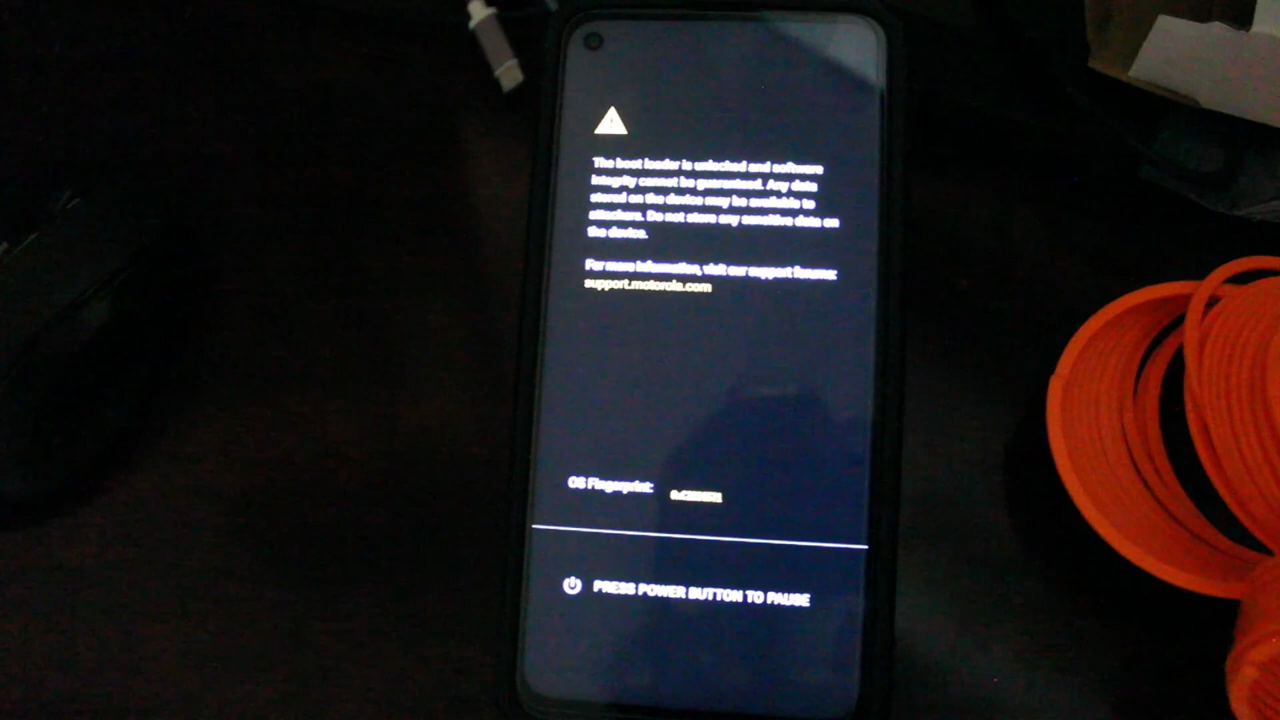 The boot loader is unlocked and software
integrity cannot be guaranteed. Any data
stored on the device may be available to
attackers. Do not store any sensitive data on
the device.
For more information, visit our support forums:
support.motorola.com
OS Fingerprint:
PRESS POWER BUTTON TO PAUSE